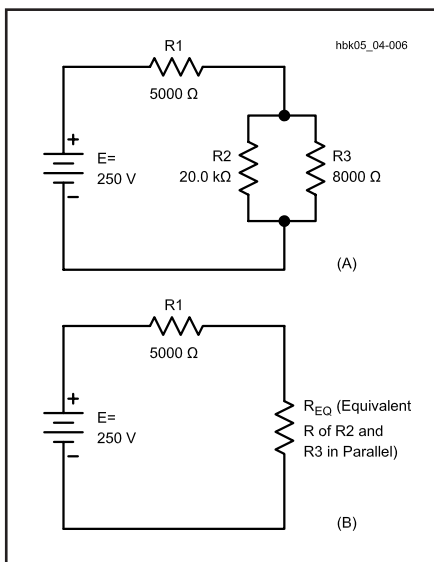 hbk05_04-006
R1
5000 Ω
+
E=
250 V
−
R2
20.0 kΩ
R3
8000 Ω
(A)
R1
5000 Ω
+
E=
250 V
−
REQ (Equivalent
R of R2 and
R3 in Parallel)
(B)